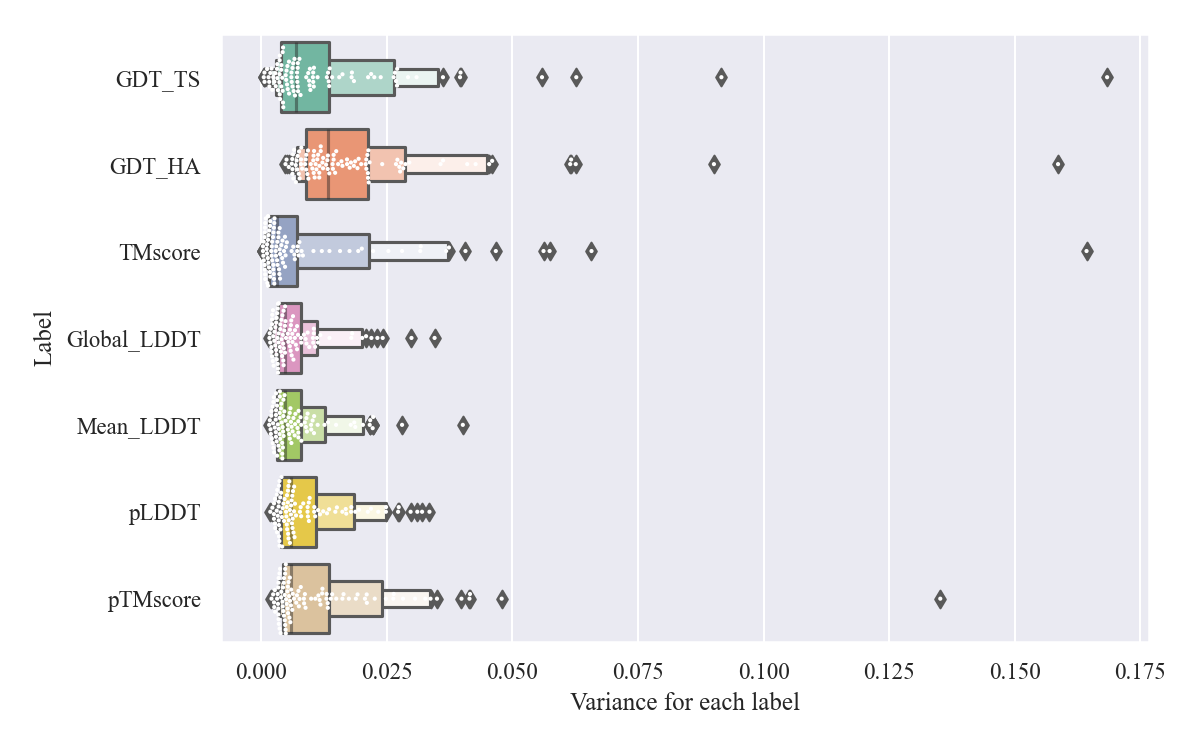 GDT_TS
GDT_HA
TMscore
Global_LDDT
Mean_LDDT
pLDDT
pTMscore
Label
0.000 0.025 0.050 0.075 0.100 0.125 0.150 0.175
Variance for each label